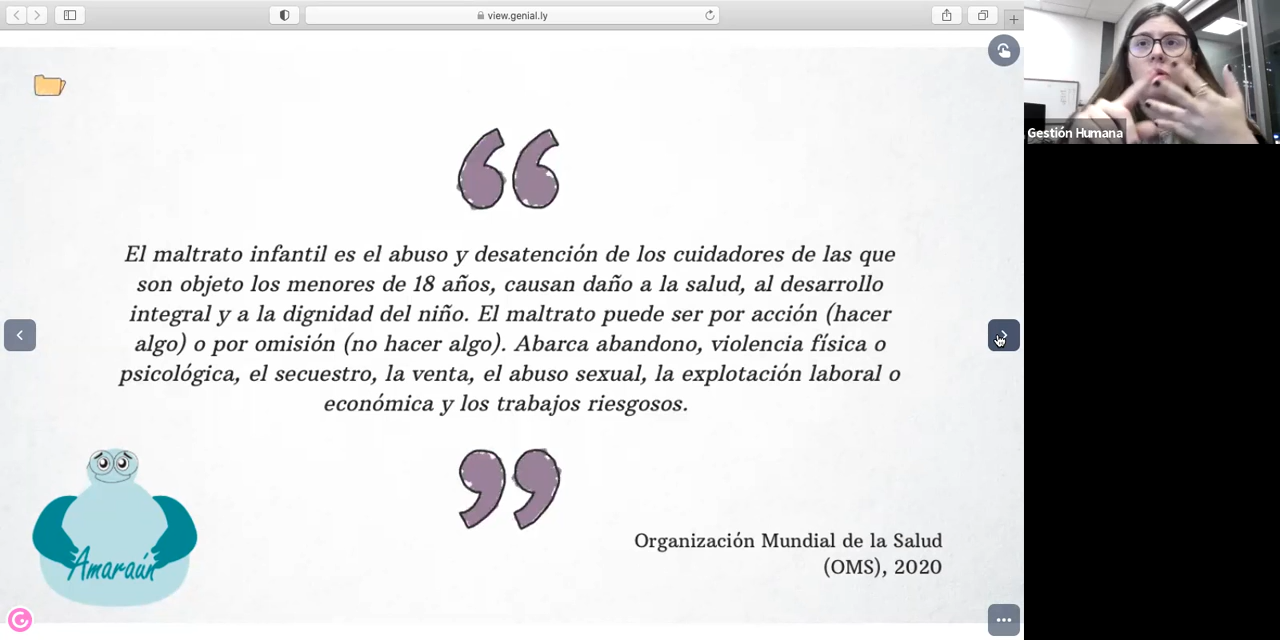 view.genial.ly
Gestión Humana
El maltrato infantil es el abuso y desatención de los cuidadores de las que
son objeto los menores de 18 años, causan daño a la salud, al desarrollo
integral y a la dignidad del niño. El maltrato puede ser por acción (hacer
algo) o por omisión (no hacer algo). Abarca abandono, violencia física o
psicológica, el secuestro, la venta, el abuso sexual, la explotación laboral o
económica y los trabajos riesgosos.
Amaraún
Organización Mundial de la Salud
(OMS), 2020